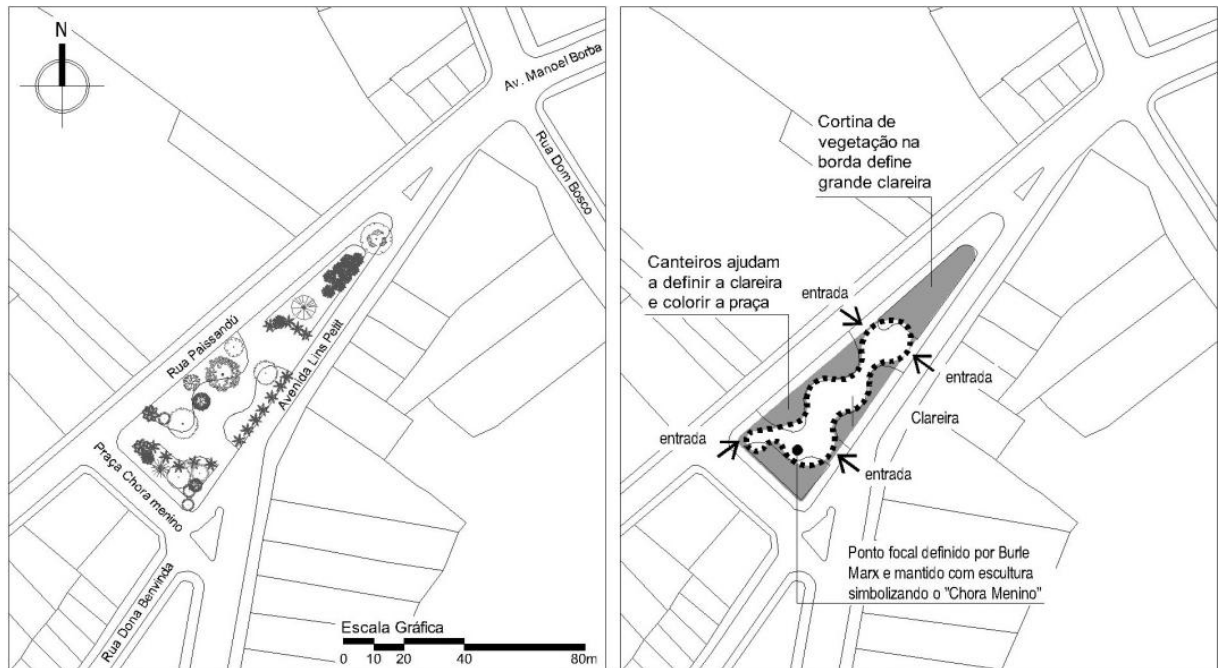 N
Av. Manoel Borba
Rua Dom Bosco
Rua Paissandú
Avenida Lins Petit
Praça Chora menino
Rua Dona Benvinda
Escala Gráfica
0 10 20 40 80m
Cortina de
vegetação na
borda define
grande clareira
Canteiros ajudam
a definir a clareira
e colorir a praça
entrada
entrada
Clareira
entrada
entrada
Ponto focal definido por Burle
Marx e mantido com escultura
simbolizando o "Chora Menino"